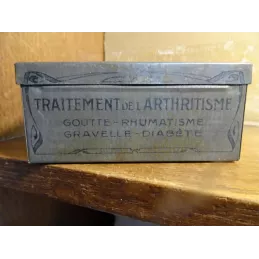 TRAITEMENT DE L'ARTHRITISME
GOUTTE - RHUMATISME
GRAVELLE - DIABÈTE